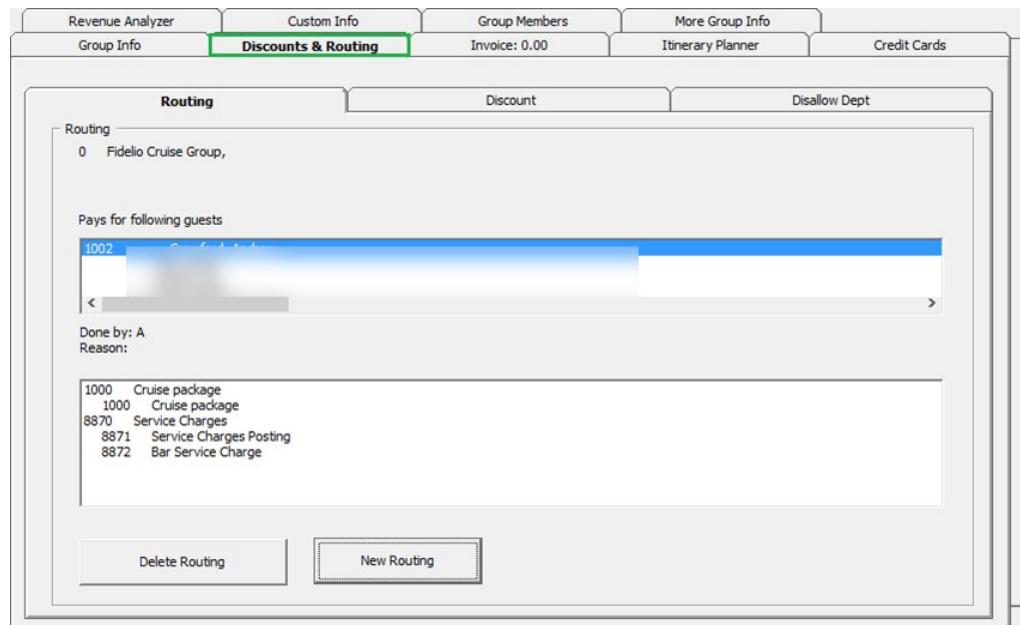 Revenue Analyzer Custom Info Group Members More Group Info
Group Info Discounts & Routing Invoice: 0.00 Itinerary Planner Credit Cards
Routing Discount Disallow Dept
Routing
0 Fidelio Cruise Group,
Pays for following guests
1002
Done by: A
Reason:
1000 Cruise package
1000 Cruise package
8870 Service Charges
8871 Service Charges Posting
8872 Bar Service Charge
Delete Routing New Routing